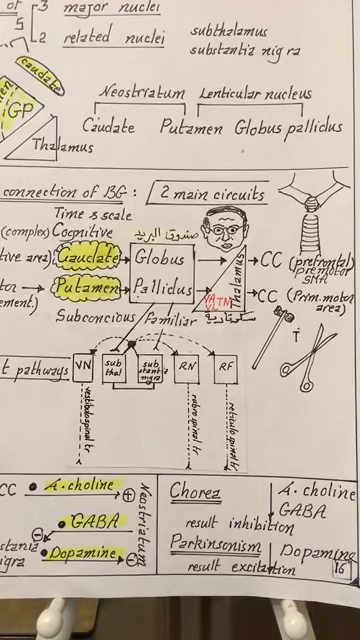 of
5
3 major nuclei
2 related nuclei
subthalamus
substantia nigra
caudate
GP
Thalamus
Neostriatum Lenticular nucleus
Caudate Putamen Globus pallidus
connection of BG: 2 main circuits
Time & scale
(complex) Cognitive
صندوق البريد
Caudate
Globus
Thalamus
CC (prefrontal)
premotor
Putamen
Pallidus
VA
TM
CC (Prim. motor
area)
Subconcious familiar
سكرتارية
T
pathways
VN
sub
thal
sub
stantia
nigra
RN
RF
vestibulospinal tr
rubrospinal tr
reticulospinal tr
CC A.choline +
GABA -
Dopamine -
Neostriatum
Chorea
result inhibition
Parkinsonism
result excitation
A.choline
GABA
Dopamine
16